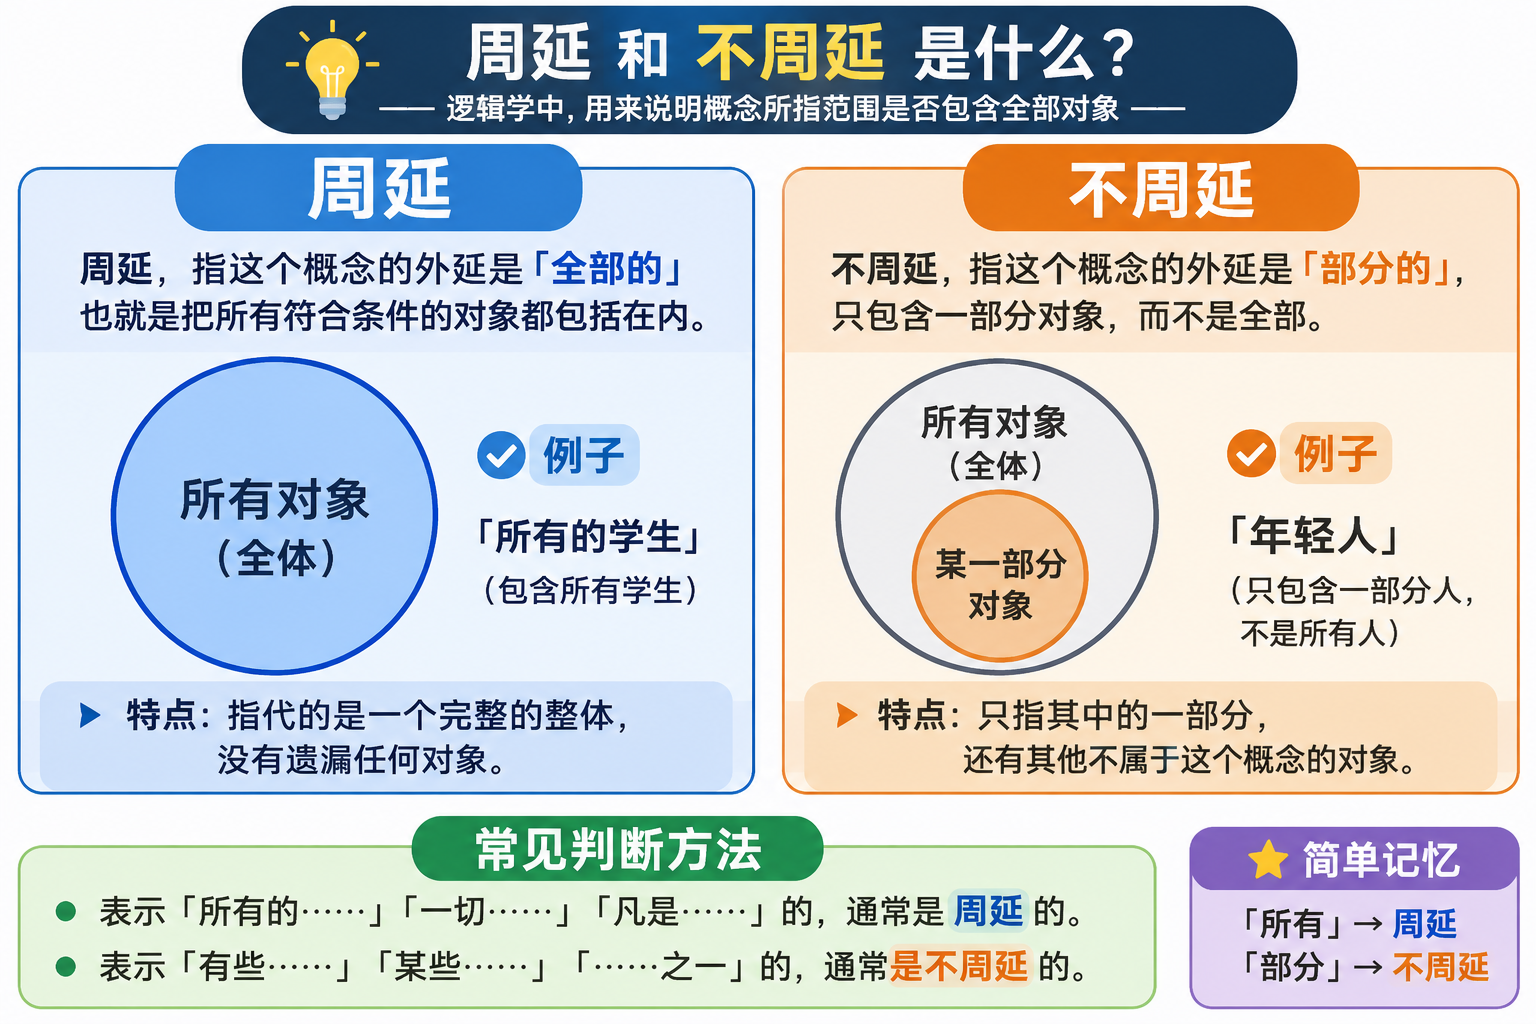 周延 和 不周延 是什么？
—— 逻辑学中，用来说明概念所指范围是否包含全部对象 ——
周延
周延，指这个概念的外延是「全部的」
也就是把所有符合条件的对象都包括在内。
所有对象
（全体）
例子
「所有的学生」
（包含所有学生）
特点：指代的是一个完整的整体，
没有遗漏任何对象。
不周延
不周延，指这个概念的外延是「部分的」，
只包含一部分对象，而不是全部。
所有对象
（全体）
某一部分
对象
例子
「年轻人」
（只包含一部分人，
不是所有人）
特点：只指其中的一部分，
还有其他不属于这个概念的对象。
常见判断方法
表示「所有的……」「一切……」「凡是……」的，通常是 周延 的。
表示「有些……」「某些……」「……之一」的，通常是不周延 的。
简单记忆
「所有」→ 周延
「部分」→ 不周延